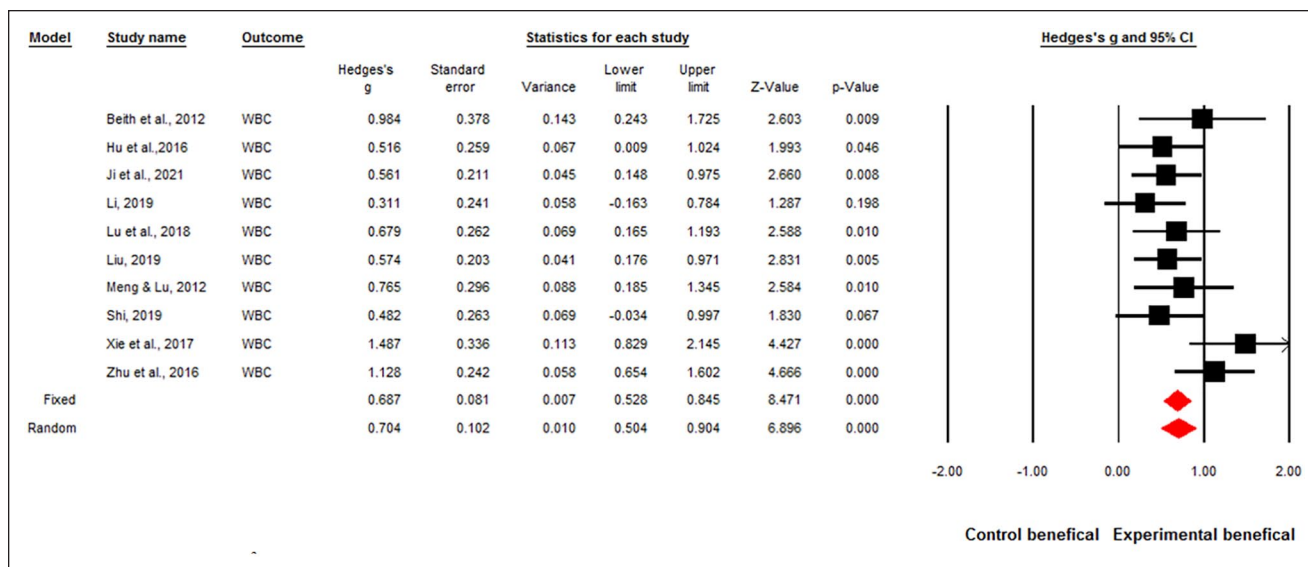 Model Study name Outcome Statistics for each study Hedges's g and 95% CI
Hedges's g Standard error Variance Lower limit Upper limit Z-Value p-Value
Beith et al., 2012 WBC 0.984 0.378 0.143 0.243 1.725 2.603 0.009
Hu et al.,2016 WBC 0.516 0.259 0.067 0.009 1.024 1.993 0.046
Ji et al., 2021 WBC 0.561 0.211 0.045 0.148 0.975 2.660 0.008
Li, 2019 WBC 0.311 0.241 0.058 -0.163 0.784 1.287 0.198
Lu et al., 2018 WBC 0.679 0.262 0.069 0.165 1.193 2.588 0.010
Liu, 2019 WBC 0.574 0.203 0.041 0.176 0.971 2.831 0.005
Meng & Lu, 2012 WBC 0.765 0.296 0.088 0.185 1.345 2.584 0.010
Shi, 2019 WBC 0.482 0.263 0.069 -0.034 0.997 1.830 0.067
Xie et al., 2017 WBC 1.487 0.336 0.113 0.829 2.145 4.427 0.000
Zhu et al., 2016 WBC 1.128 0.242 0.058 0.654 1.602 4.666 0.000
Fixed 0.687 0.081 0.007 0.528 0.845 8.471 0.000
Random 0.704 0.102 0.010 0.504 0.904 6.896 0.000
-2.00 -1.00 0.00 1.00 2.00
Control benefical Experimental benefical